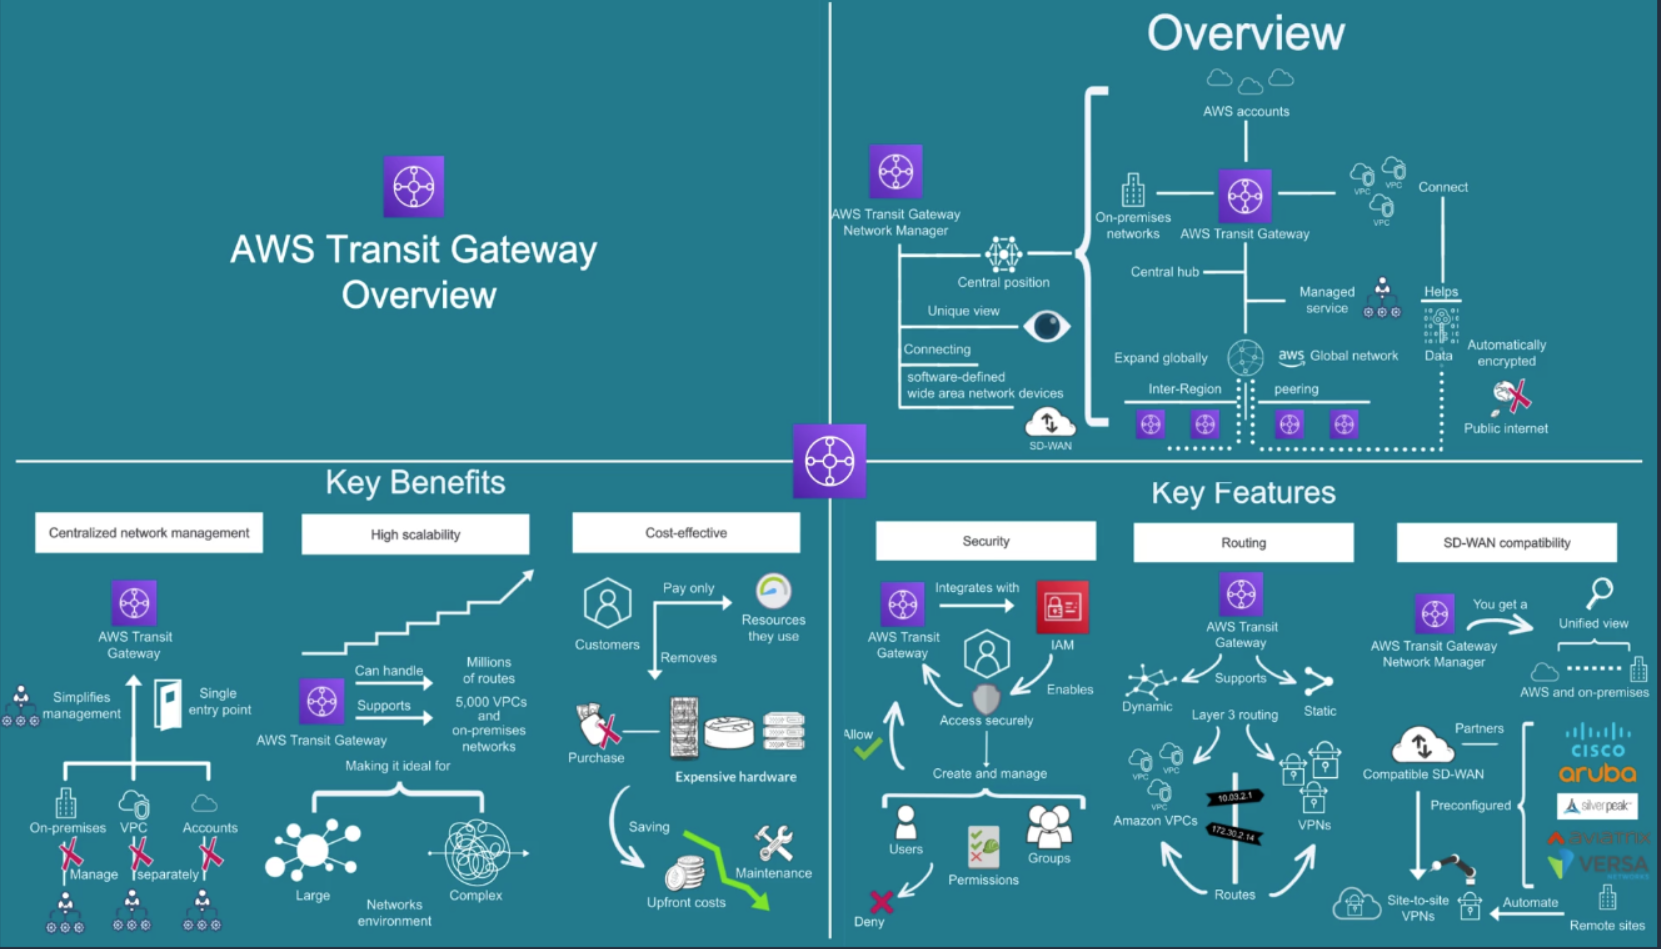 AWS Transit Gateway
Overview
Overview
AWS accounts
AWS Transit Gateway
Network Manager
On-premises
networks
AWS Transit Gateway
VPC
VPC
VPC
Connect
Central position
Central hub
Managed
service
Helps
Data
Unique view
Connecting
software-defined
wide area network devices
SD-WAN
Expand globally
aws Global network
Inter-Region
peering
Automatically
encrypted
Public internet
Key Benefits
Centralized network management
AWS Transit
Gateway
Simplifies
management
Single
entry point
On-premises
VPC
Accounts
Manage separately
High scalability
Can handle
Millions
of routes
Supports
5,000 VPCs
and
on-premises
networks
AWS Transit Gateway
Making it ideal for
Large
Complex
Networks
environment
Cost-effective
Customers
Pay only
Resources
they use
Removes
Purchase
Expensive hardware
Saving
Upfront costs
Maintenance
Key Features
Security
AWS Transit
Gateway
Integrates with
IAM
Enables
Access securely
Allow
Create and manage
Users
Permissions
Groups
Deny
Routing
AWS Transit
Gateway
Supports
Dynamic
Static
Layer 3 routing
VPC
VPC
VPC
Amazon VPCs
10.03.2.1
172.30.2.14
VPNs
Routes
SD-WAN compatibility
AWS Transit Gateway
Network Manager
You get a
Unified view
AWS and on-premises
Compatible SD-WAN
Partners
Preconfigured
CISCO
aruba
silver peak
aviatrix
VERSA
NETWORKS
Site-to-site
VPNs
Automate
Remote sites